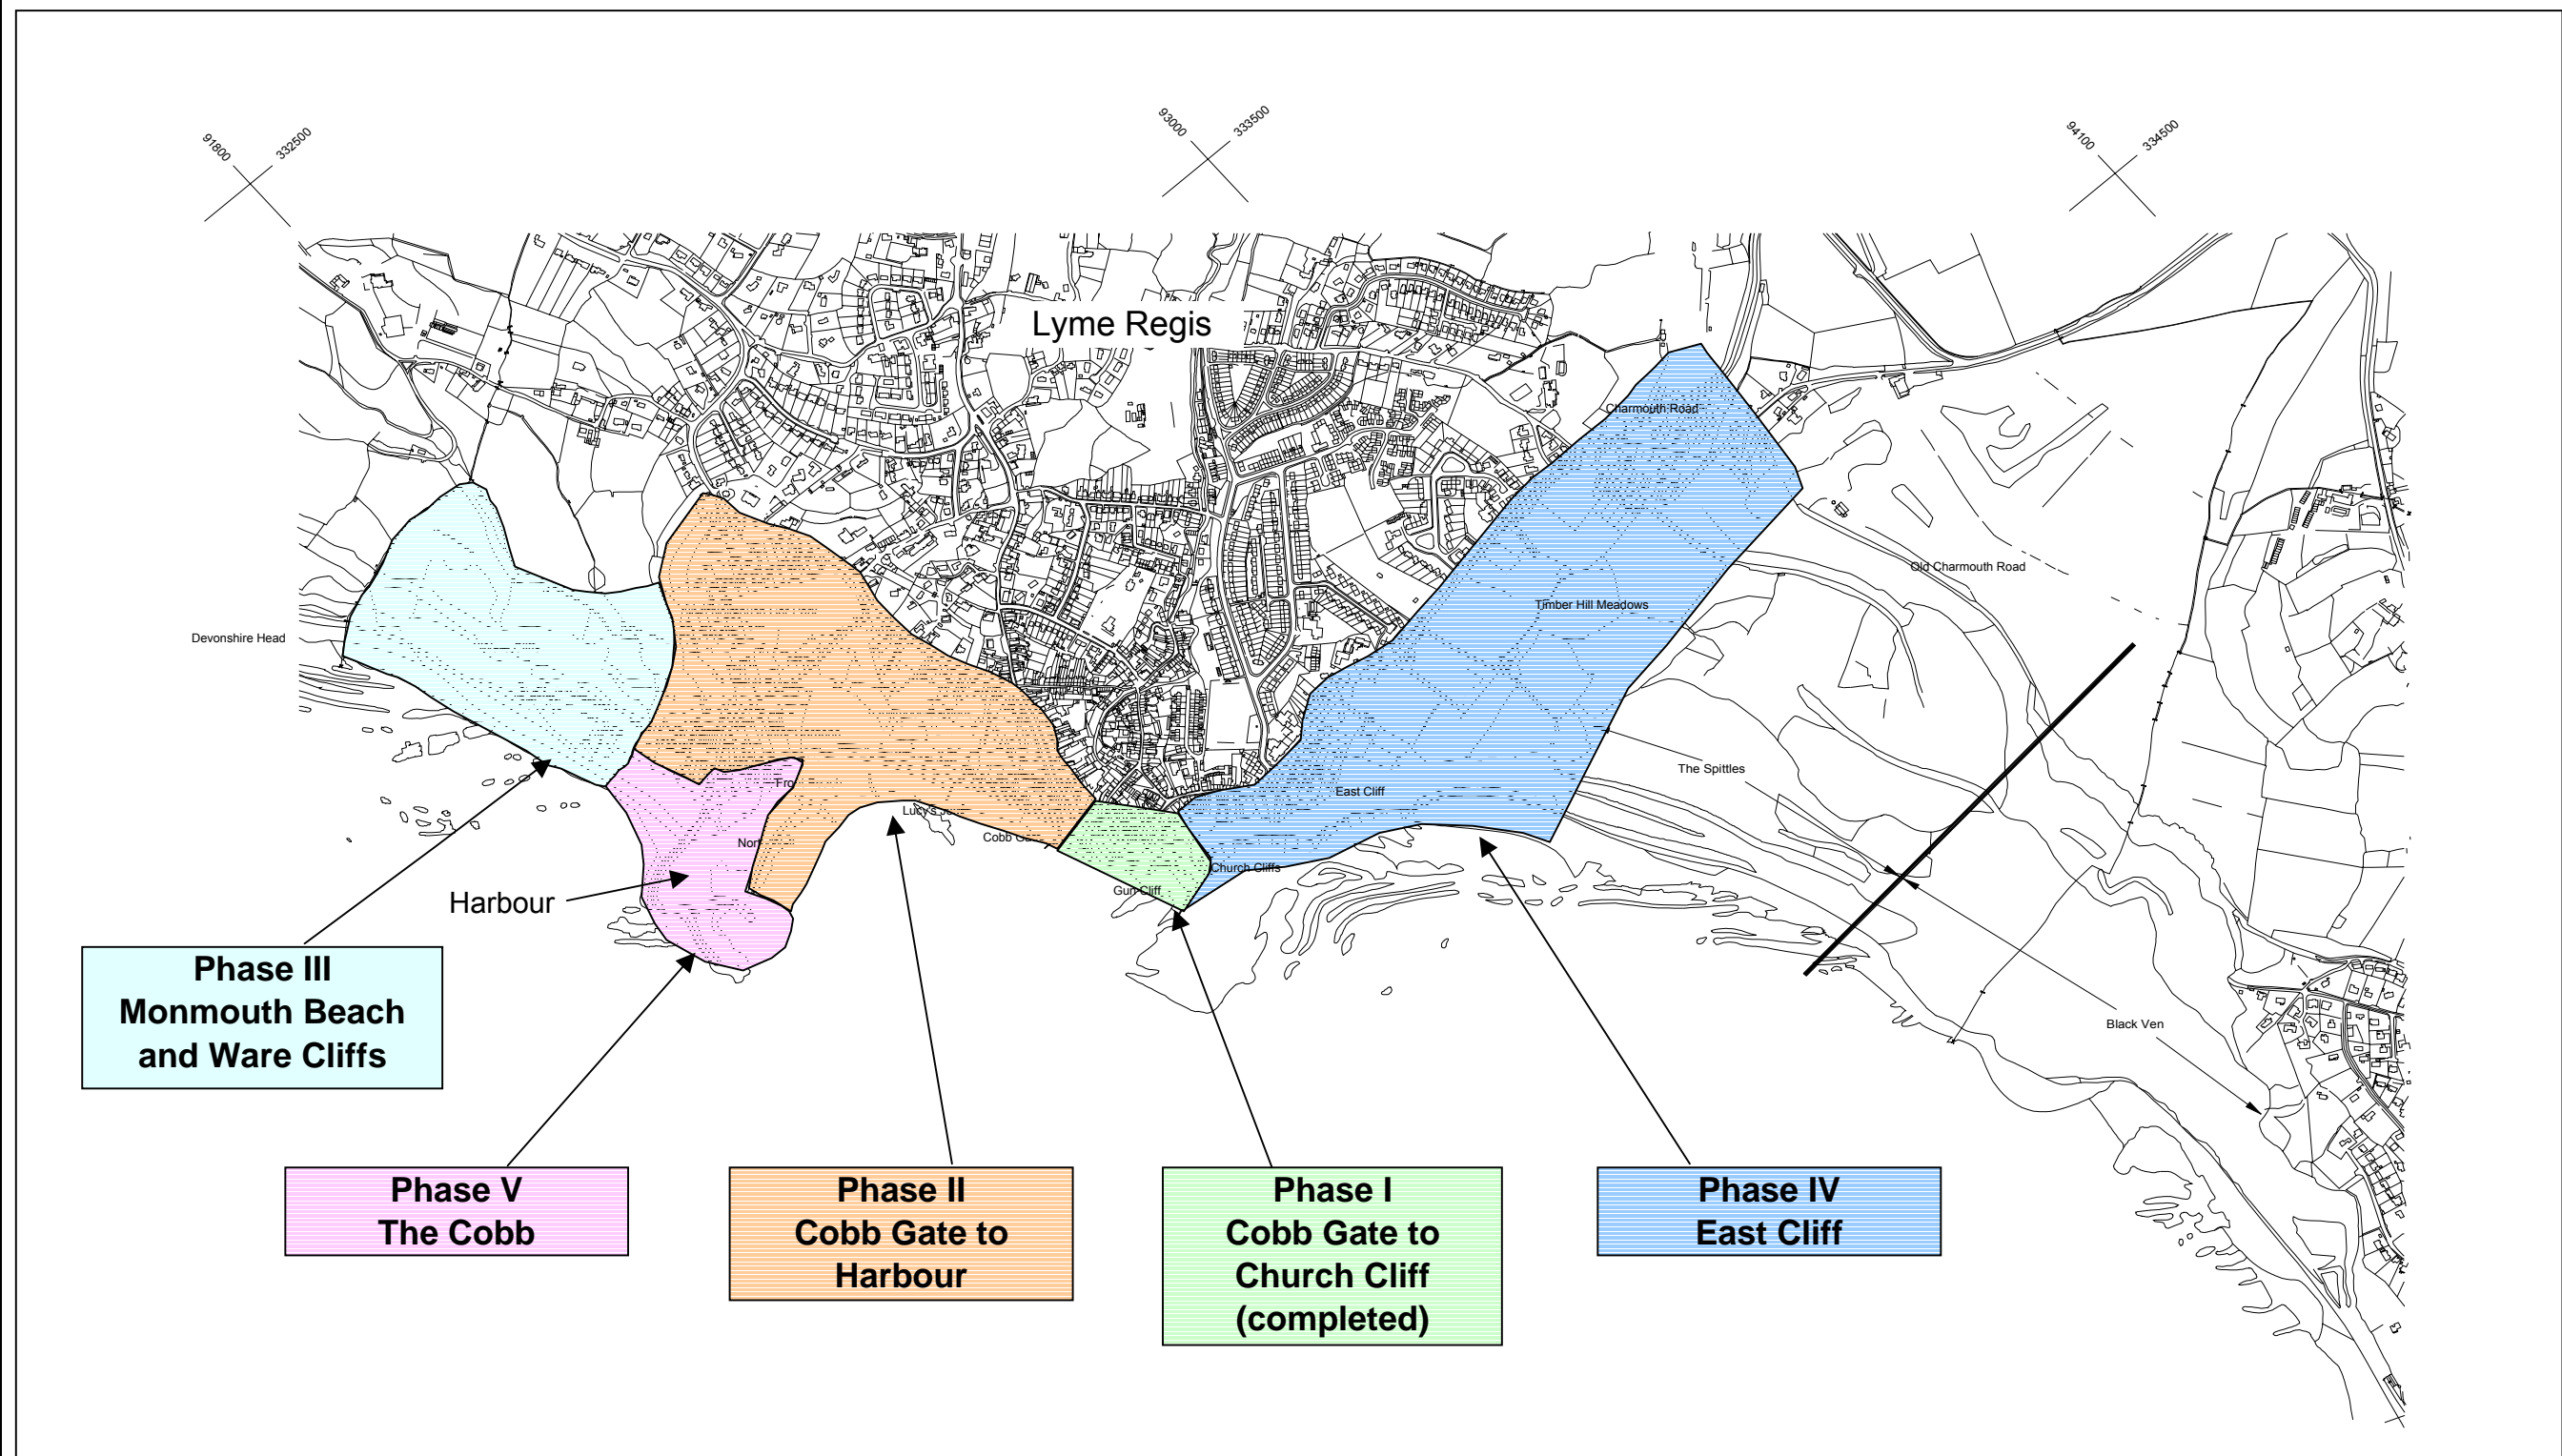 91800
332500
93000
333500
94100
334500
Lyme Regis
Charmouth Road
Old Charmouth Road
Timber Hill Meadows
Devonshire Head
The Spittles
East Cliff
Lucy's
Cobb
Church Cliffs
Gun Cliff
Harbour
Black Ven
Phase III
Monmouth Beach
and Ware Cliffs
Phase V
The Cobb
Phase II
Cobb Gate to
Harbour
Phase I
Cobb Gate to
Church Cliff
(completed)
Phase IV
East Cliff